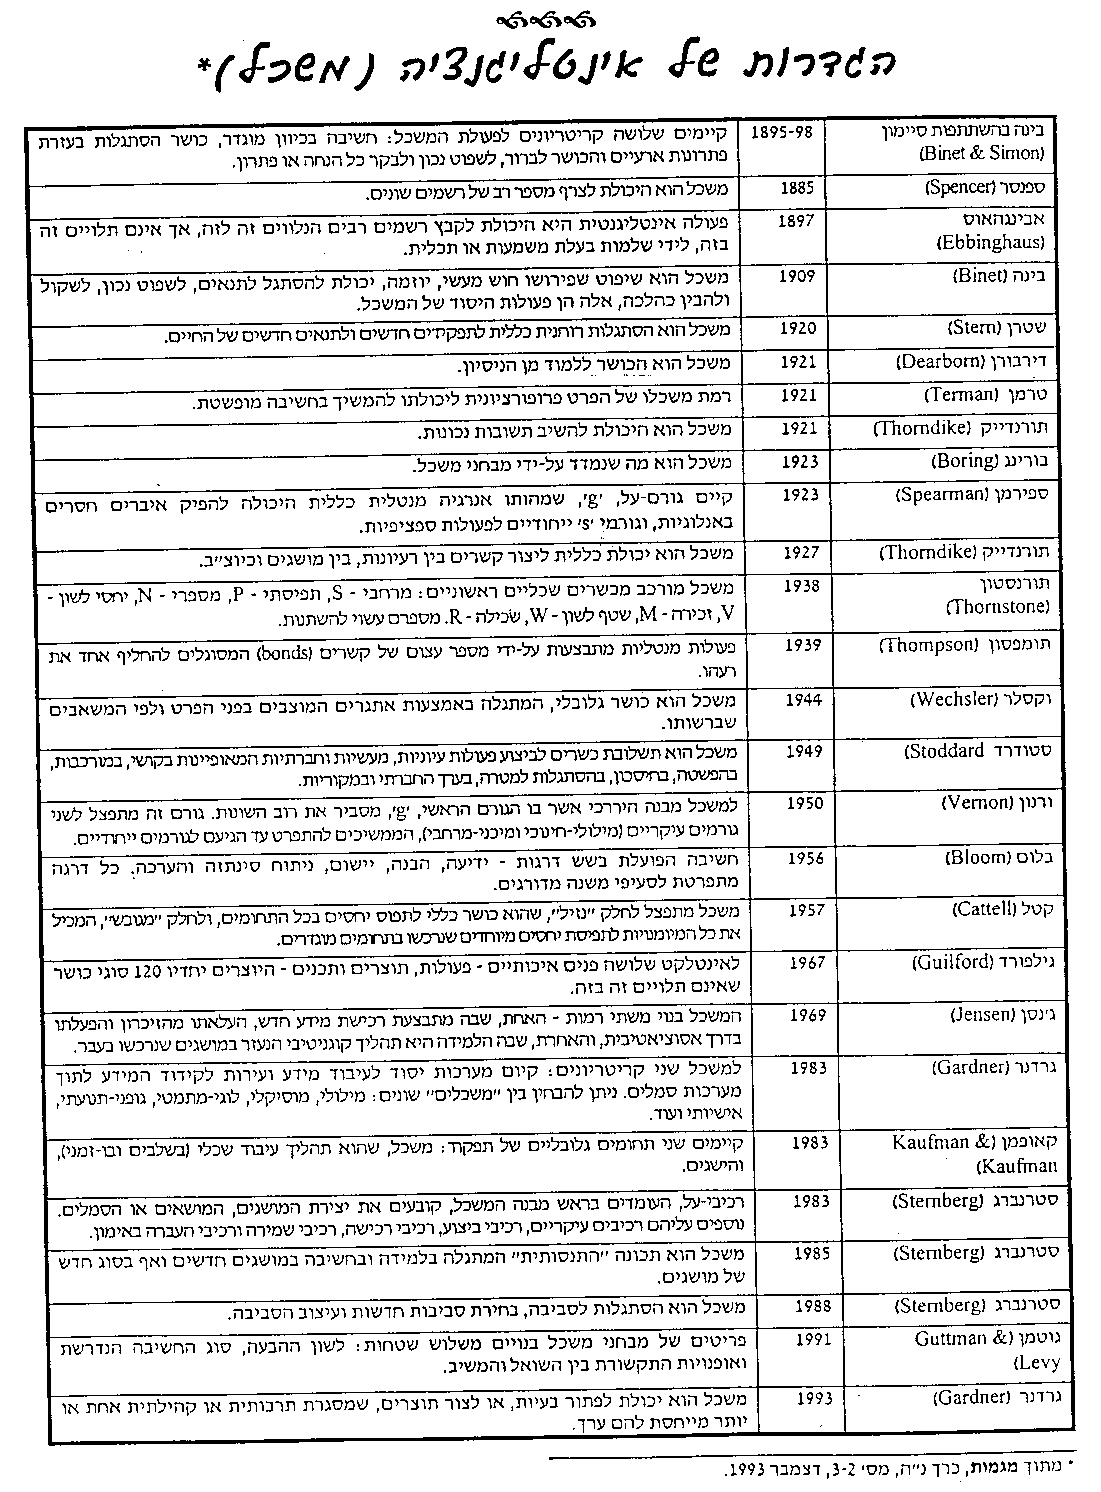 הגדרות של אינטליגנציה (משכל)*
בינה בהשתתפות סיימון 1895-98 קיימים שלושה קריטריונים לפעולת המשכל: חשיבה בכיוון מוגדר, כושר הסתגלות בעזרת
(Binet & Simon) פתרונות ארעיים והכושר לברור, לשפוט נכון ולבקר כל הנחה או פתרון.
ספנסר (Spencer) 1885 משכל הוא היכולת לצרף מספר רב של רשמים שונים.
אבינגהאוס 1897 פעולה אינטליגנטית היא היכולת לקבץ רשמים רבים הנלווים זה לזה, אך אינם תלויים זה
(Ebbinghaus) בזה, לידי שלמות בעלת משמעות או תכלית.
בינה (Binet) 1909 משכל הוא שיפוט שפירושו חוש מעשי, יוזמה, יכולת להסתגל לתנאים, לשפוט נכון, לשקול
ולהבין כהלכה, אלה הן פעולות היסוד של המשכל.
שטרן (Stern) 1920 משכל הוא הסתגלות רוחנית כללית לתפקידים חדשים ולתנאים חדשים של החיים.
דירבורן (Dearborn) 1921 משכל הוא הכושר ללמוד מן הניסיון.
טרמן (Terman) 1921 רמת משכלו של הפרט פרופורציונית ליכולתו להמשיך בחשיבה מופשטת.
תורנדייק (Thorndike) 1921 משכל הוא היכולת להשיב תשובות נכונות.
בורינג (Boring) 1923 משכל הוא מה שנמדד על-ידי מבחני משכל.
ספירמן (Spearman) 1923 קיים גורם-על, 'g', שמהותו אנרגיה מנטלית כללית היכולה להפיק איברים חסרים
באנלוגיות, וגורמי 's' ייחודיים לפעולות ספציפיות.
תורנדייק (Thorndike) 1927 משכל הוא יכולת כללית ליצור קשרים בין רעיונות, בין מושגים וכיוצ"ב.
תורנסטון 1938 משכל מורכב מכשרים שכליים ראשוניים: מרחבי - S, תפיסתי - P, מספרי - N, יחסי לשון -
(Thornstone) V, זכירה - M, שטף לשון - W, שכילה - R. מספרם עשוי להשתנות.
תומפסון (Thompson) 1939 פעולות מנטליות מתבצעות על-ידי מספר עצום של קשרים (bonds) המסוגלים להחליף אחד את
רעהו.
וקסלר (Wechsler) 1944 משכל הוא כושר גלובלי, המתגלה באמצעות אתגרים המוצבים בפני הפרט ולפי המשאבים
שברשותו.
סטודרד Stoddard) 1949 משכל הוא תשלובת כשרים לביצוע פעולות עיוניות, מעשיות וחברתיות המאופיינות בקושי, במורכבות,
בהפשטה, בחיסכון, בהסתגלות למטרה, בערך החברתי ובמקוריות.
ורנון (Vernon) 1950 למשכל מבנה היררכי אשר בו הגורם הראשי, 'g', מסביר את רוב השונות. גורם זה מתפצל לשני
גורמים עיקריים (מילולי-חינוכי ומיכני-מרחבי), הממשיכים להתפרט עד הגיעם לגורמים ייחודיים.
בלום (Bloom) 1956 חשיבה הפועלת בשש דרגות - ידיעה, הבנה, יישום, ניתוח סינתזה והערכה. כל דרגה
מתפרטת לסעיפי משנה מדורגים.
קטל (Cattell) 1957 משכל מתפצל לחלק "נזיל", שהוא כושר כללי לתפוס יחסים בכל התחומים, ולחלק "מגובש", המכיל
את כל המיומנויות לתפיסת יחסים מיוחדים שנרכשו בתחומים מוגדרים.
גילפורד (Guilford) 1967 לאינטלקט שלושה פנים איכותיים - פעולות, תוצרים ותכנים - היוצרים יחדיו 120 סוגי כושר
שאינם תלויים זה בזה.
ג'נסן (Jensen) 1969 המשכל בנוי משתי רמות - האחת, שבה מתבצעת רכישת מידע חדש, העלאתו מהזיכרון והפעלתו
בדרך אסוציאטיבית, והאחרת, שבה הלמידה היא תהליך קוגניטיבי הנעזר במושגים שנרכשו בעבר.
גרדנר (Gardner) 1983 למשכל שני קריטריונים: קיום מערכות יסוד לעיבוד מידע ועירות לקידוד המידע לתוך
מערכות סמלים. ניתן להבחין בין "משכלים" שונים: מילולי, מוסיקלי, לוגי-מתמטי, גופני-תנועתי,
אישיותי ועוד.
קאופמן (Kaufman & 1983 קיימים שני תחומים גלובליים של תפקוד: משכל, שהוא תהליך עיבוד שכלי (בשלבים ובו-זמני),
Kaufman) והישגים.
סטרנברג (Sternberg) 1983 רכיבי-על, העומדים בראש מבנה המשכל, קובעים את יצירת המושגים, המושאים או הסמלים.
נוספים עליהם רכיבים עיקריים, רכיבי ביצוע, רכיבי רכישה, רכיבי שמירה ורכיבי העברה באימון.
סטרנברג (Sternberg) 1985 משכל הוא תכונה "התנסותית" המתגלה בלמידה ובחשיבה במושגים חדשים ואף בסוג חדש
של מושגים.
סטרנברג (Sternberg) 1988 משכל הוא הסתגלות לסביבה, בחירת סביבות חדשות ועיצוב הסביבה.
גוטמן (Guttman & 1991 פריטים של מבחני משכל בנויים משלוש שטחות: לשון ההבעה, סוג החשיבה הנדרשת
Levy) ואופנויות התקשורת בין השואל והמשיב.
גרדנר (Gardner) 1993 משכל הוא יכולת לפתור בעיות, או לצור תוצרים, שמסגרת תרבותית או קהילתית אחת או
יותר מייחסת להם ערך.
* מתוך מגמות, כרך ל"ה, מס' 3-2, דצמבר 1993.